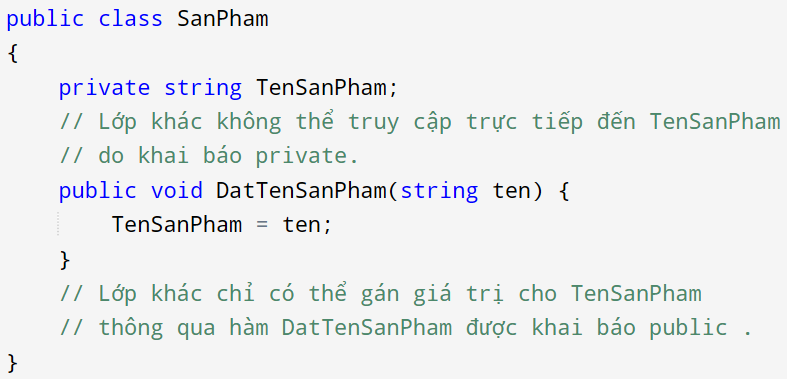 public class SanPham
{
    private string TenSanPham;
    // Lớp khác không thể truy cập trực tiếp đến TenSanPham
    // do khai báo private.
    public void DatTenSanPham(string ten) {
        TenSanPham = ten;
    }
    // Lớp khác chỉ có thể gán giá trị cho TenSanPham
    // thông qua hàm DatTenSanPham được khai báo public .
}